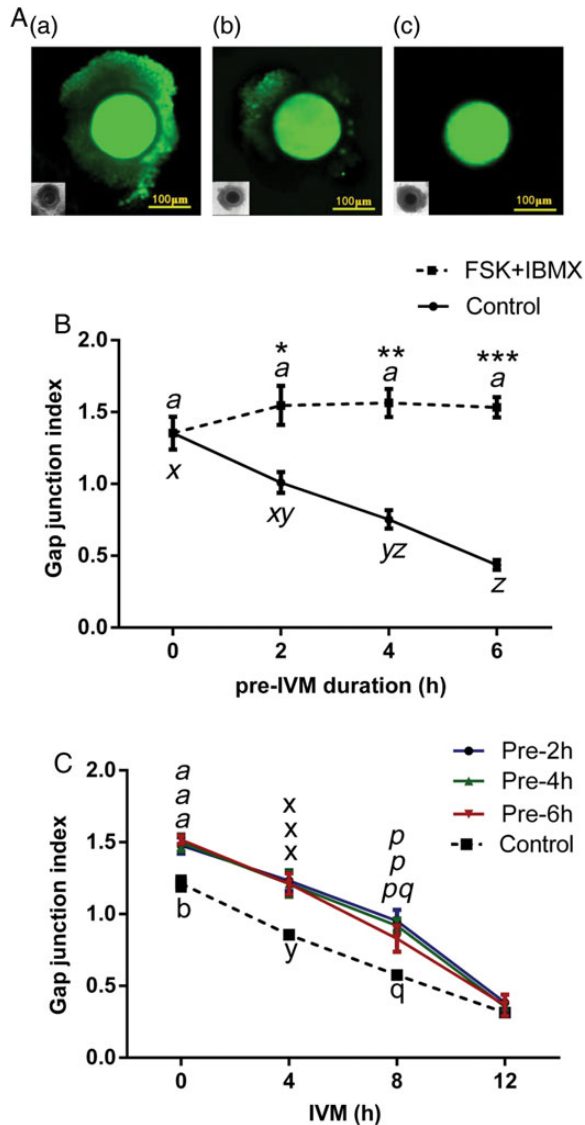 A (a) (b) (c)
100µm 100µm 100µm
FSK+IBMX
Control
B
2.0 * ** ***
a a a a
1.5
x
1.0
xy
yz
0.5
z
0.0
0 2 4 6
Gap junction index
pre-IVM duration (h)
C
Pre-2h
Pre-4h
Pre-6h
Control
2.0
a
a
a
x
x
x
p
p
pq
1.5
b
1.0
y
q
0.5
0.0
0 4 8 12
Gap junction index
IVM (h)